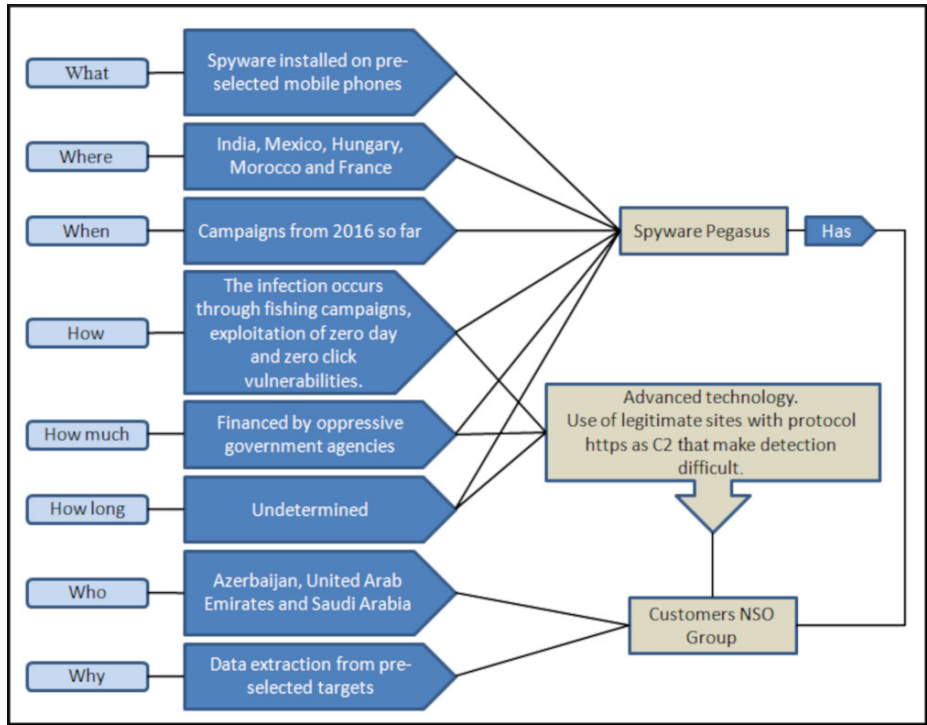 What
Spyware installed on pre-
selected mobile phones
Where
India, Mexico, Hungary,
Morocco and France
When
Campaigns from 2016 so far
Spyware Pegasus
Has
How
The infection occurs
through fishing campaigns,
exploitation of zero day
and zero click
vulnerabilities.
How much
Financed by oppressive
government agencies
Advanced technology.
Use of legitimate sites with protocol
https as C2 that make detection
difficult.
How long
Undetermined
Who
Azerbaijan, United Arab
Emirates and Saudi Arabia
Customers NSO
Group
Why
Data extraction from pre-
selected targets